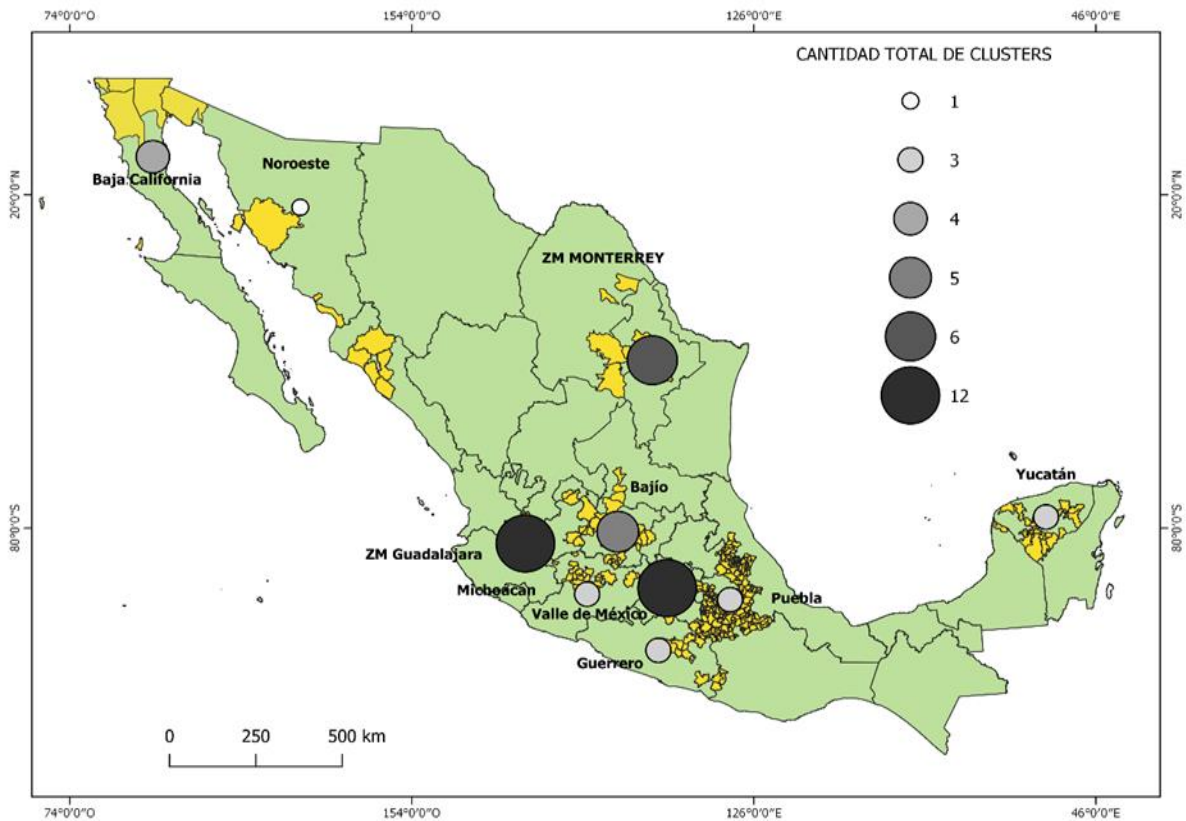 74°0'0"O 154°0'0"O 126°0'0"E 46°0'0"E
CANTIDAD TOTAL DE CLUSTERS
1
3
4
5
6
12
20°0'0"N
20°0'0"N
Noroeste
Baja California
ZM MONTERREY
Yucatán
Bajío
80°0'0"S
80°0'0"S
ZM Guadalajara
Michoacán
Valle de México
Puebla
Guerrero
0 250 500 km
74°0'0"O 154°0'0"O 126°0'0"E 46°0'0"E